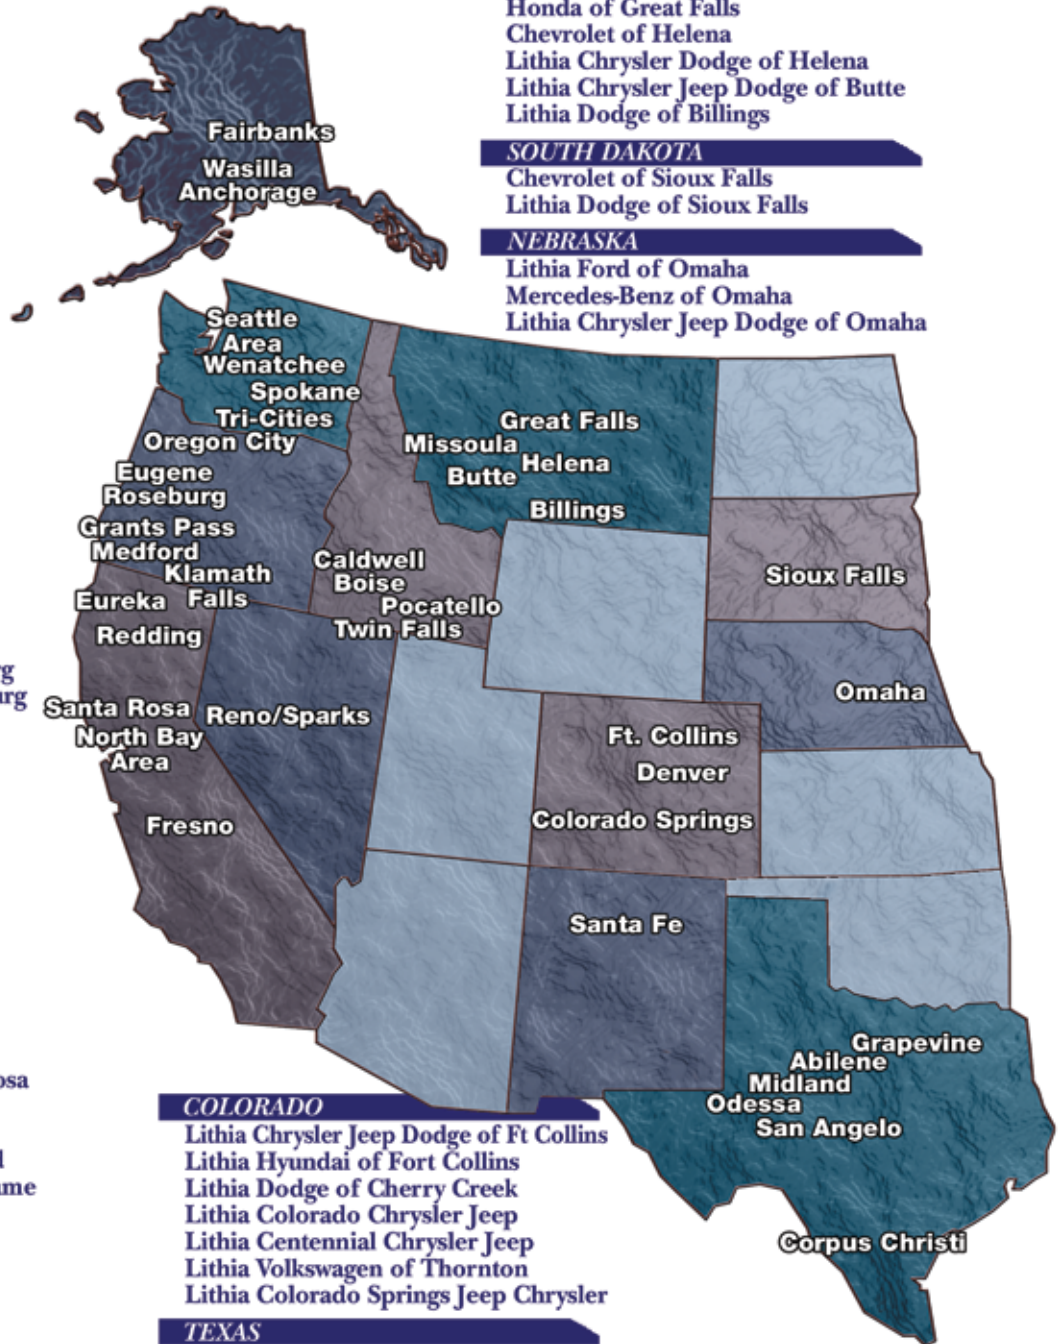 Honda of Great Falls
Chevrolet of Helena
Lithia Chrysler Dodge of Helena
Lithia Chrysler Jeep Dodge of Butte
Lithia Dodge of Billings
SOUTH DAKOTA
Chevrolet of Sioux Falls
Lithia Dodge of Sioux Falls
NEBRASKA
Lithia Ford of Omaha
Mercedes-Benz of Omaha
Lithia Chrysler Jeep Dodge of Omaha
Fairbanks
Wasilla
Anchorage
Seattle
Area
Wenatchee
Spokane
Tri-Cities
Oregon City
Eugene
Roseburg
Grants Pass
Medford
Klamath
Falls
Eureka
Redding
Santa Rosa
North Bay
Area
Fresno
Reno/Sparks
Great Falls
Missoula
Helena
Butte
Billings
Caldwell
Boise
Pocatello
Twin Falls
Sioux Falls
Omaha
Ft. Collins
Denver
Colorado Springs
Santa Fe
Grapevine
Abilene
Midland
Odessa
San Angelo
Corpus Christi
COLORADO
Lithia Chrysler Jeep Dodge of Ft Collins
Lithia Hyundai of Fort Collins
Lithia Dodge of Cherry Creek
Lithia Colorado Chrysler Jeep
Lithia Centennial Chrysler Jeep
Lithia Volkswagen of Thornton
Lithia Colorado Springs Jeep Chrysler
TEXAS